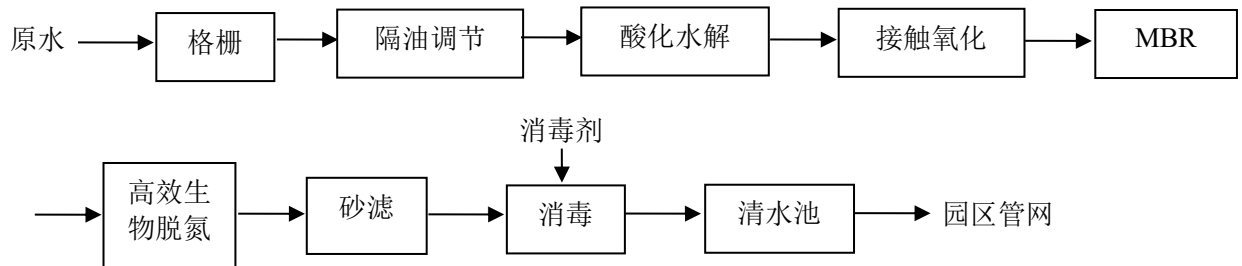 原水
格栅
隔油调节
酸化水解
接触氧化
MBR
消毒剂
高效生
物脱氮
砂滤
消毒
清水池
园区管网